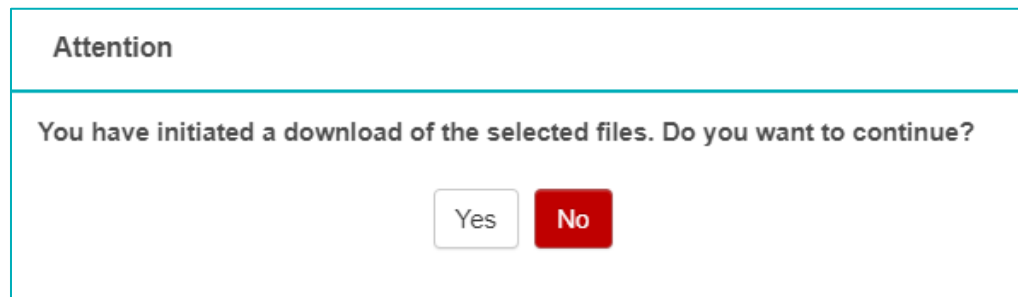 Attention
You have initiated a download of the selected files. Do you want to continue?
Yes No